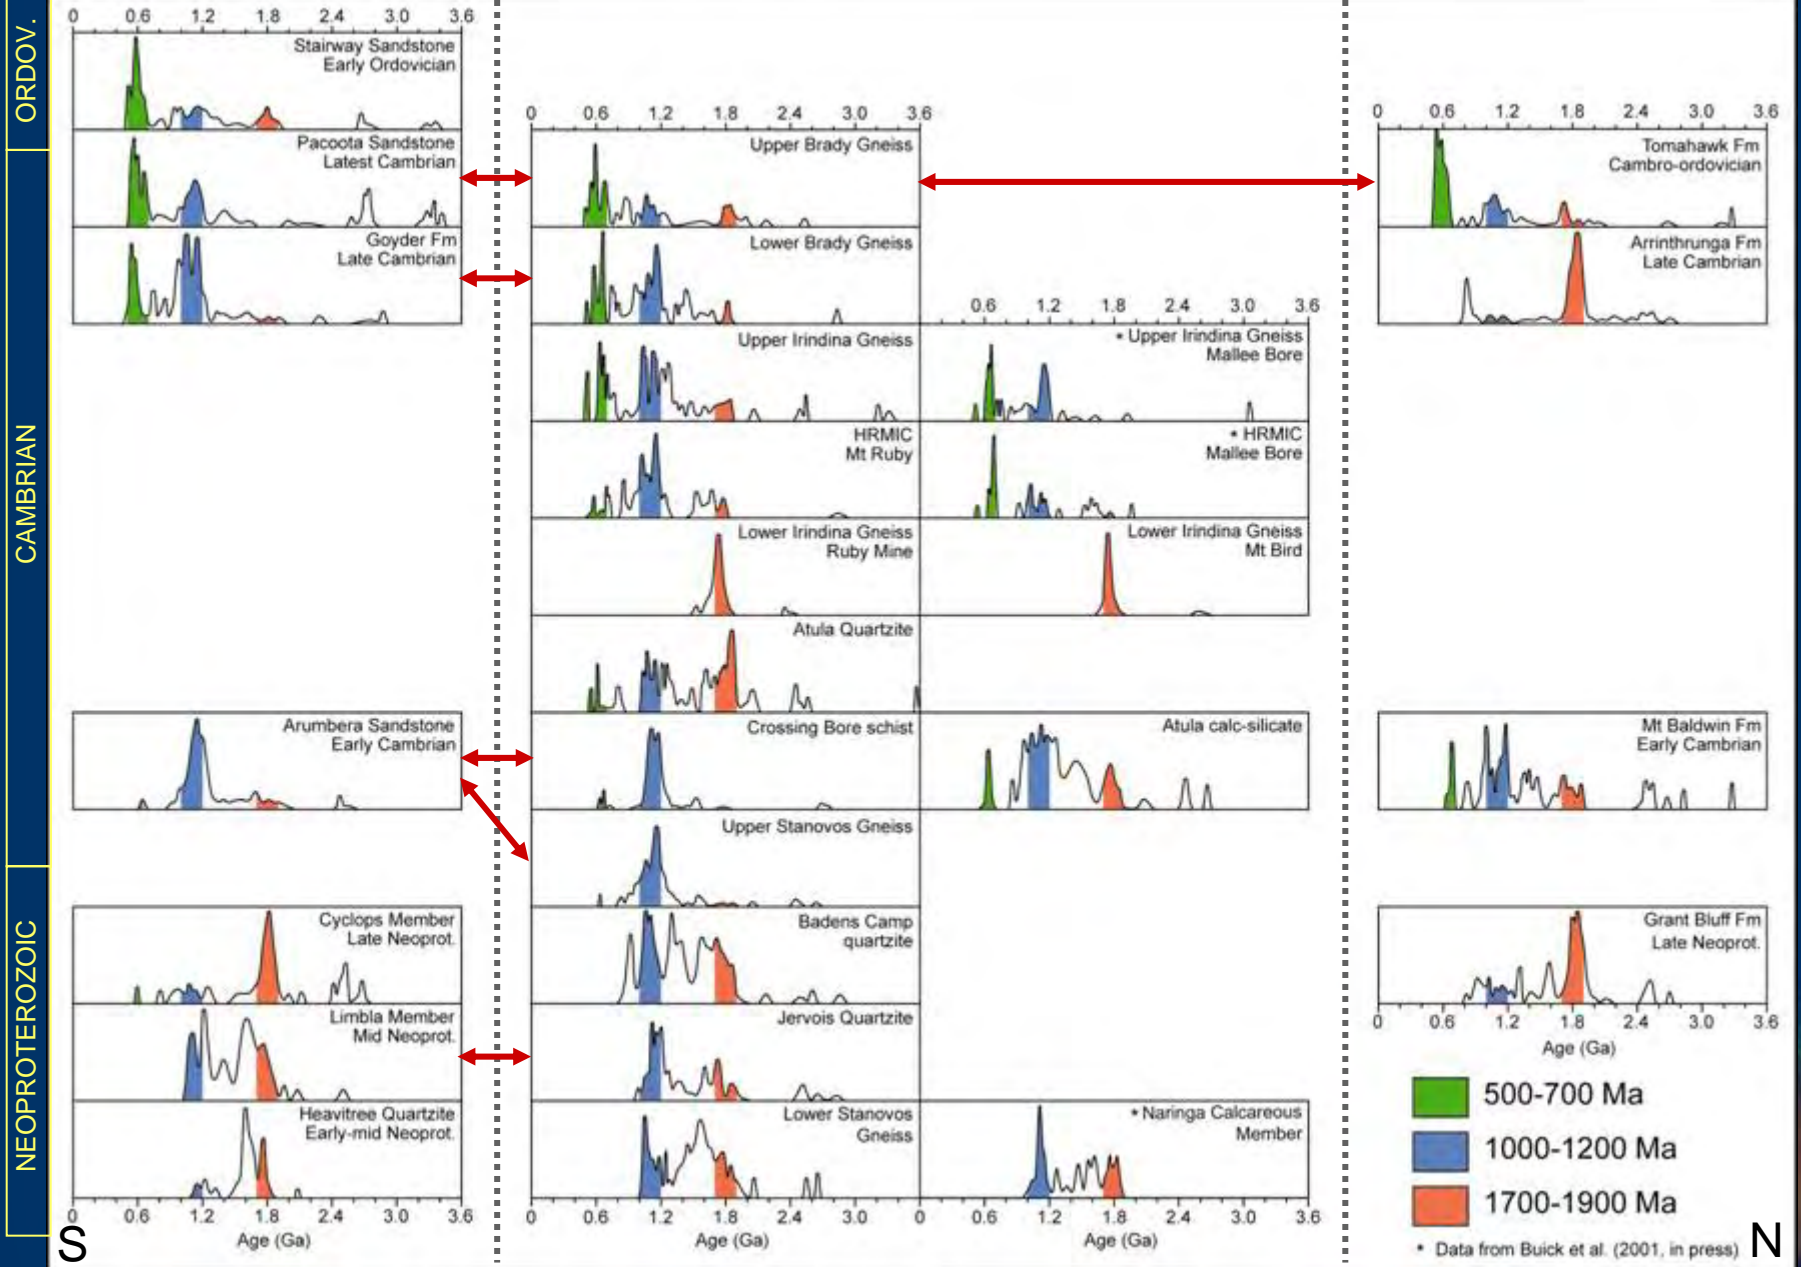 ORDOV.
CAMBRIAN
NEOPROTEROZOIC
0 0.6 1.2 1.8 2.4 3.0 3.6
Stairway Sandstone
Early Ordovician
Pacoota Sandstone
Latest Cambrian
Goyder Fm
Late Cambrian
Arumbera Sandstone
Early Cambrian
Cyclops Member
Late Neoprot.
Limbla Member
Mid Neoprot.
Heavitree Quartzite
Early-mid Neoprot.
0 0.6 1.2 1.8 2.4 3.0 3.6
Age (Ga)
S
0 0.6 1.2 1.8 2.4 3.0 3.6
Upper Brady Gneiss
Lower Brady Gneiss
Upper Irindina Gneiss
HRMIC
Mt Ruby
Lower Irindina Gneiss
Ruby Mine
Atula Quartzite
Crossing Bore schist
Upper Stanovos Gneiss
Badens Camp
quartzite
Jervois Quartzite
Lower Stanovos
Gneiss
0 0.6 1.2 1.8 2.4 3.0 0
Age (Ga)
0.6 1.2 1.8 2.4 3.0 3.6
* Upper Irindina Gneiss
Mallee Bore
* HRMIC
Mallee Bore
Lower Irindina Gneiss
Mt Bird
Atula calc-silicate
* Naringa Calcareous
Member
0.6 1.2 1.8 2.4 3.0 3.6
Age (Ga)
0 0.6 1.2 1.8 2.4 3.0 3.6
Tomahawk Fm
Cambro-ordovician
Arrinthrunga Fm
Late Cambrian
Mt Baldwin Fm
Early Cambrian
Grant Bluff Fm
Late Neoprot.
0 0.6 1.2 1.8 2.4 3.0 3.6
Age (Ga)
500-700 Ma
1000-1200 Ma
1700-1900 Ma
* Data from Buick et al. (2001, in press)
N